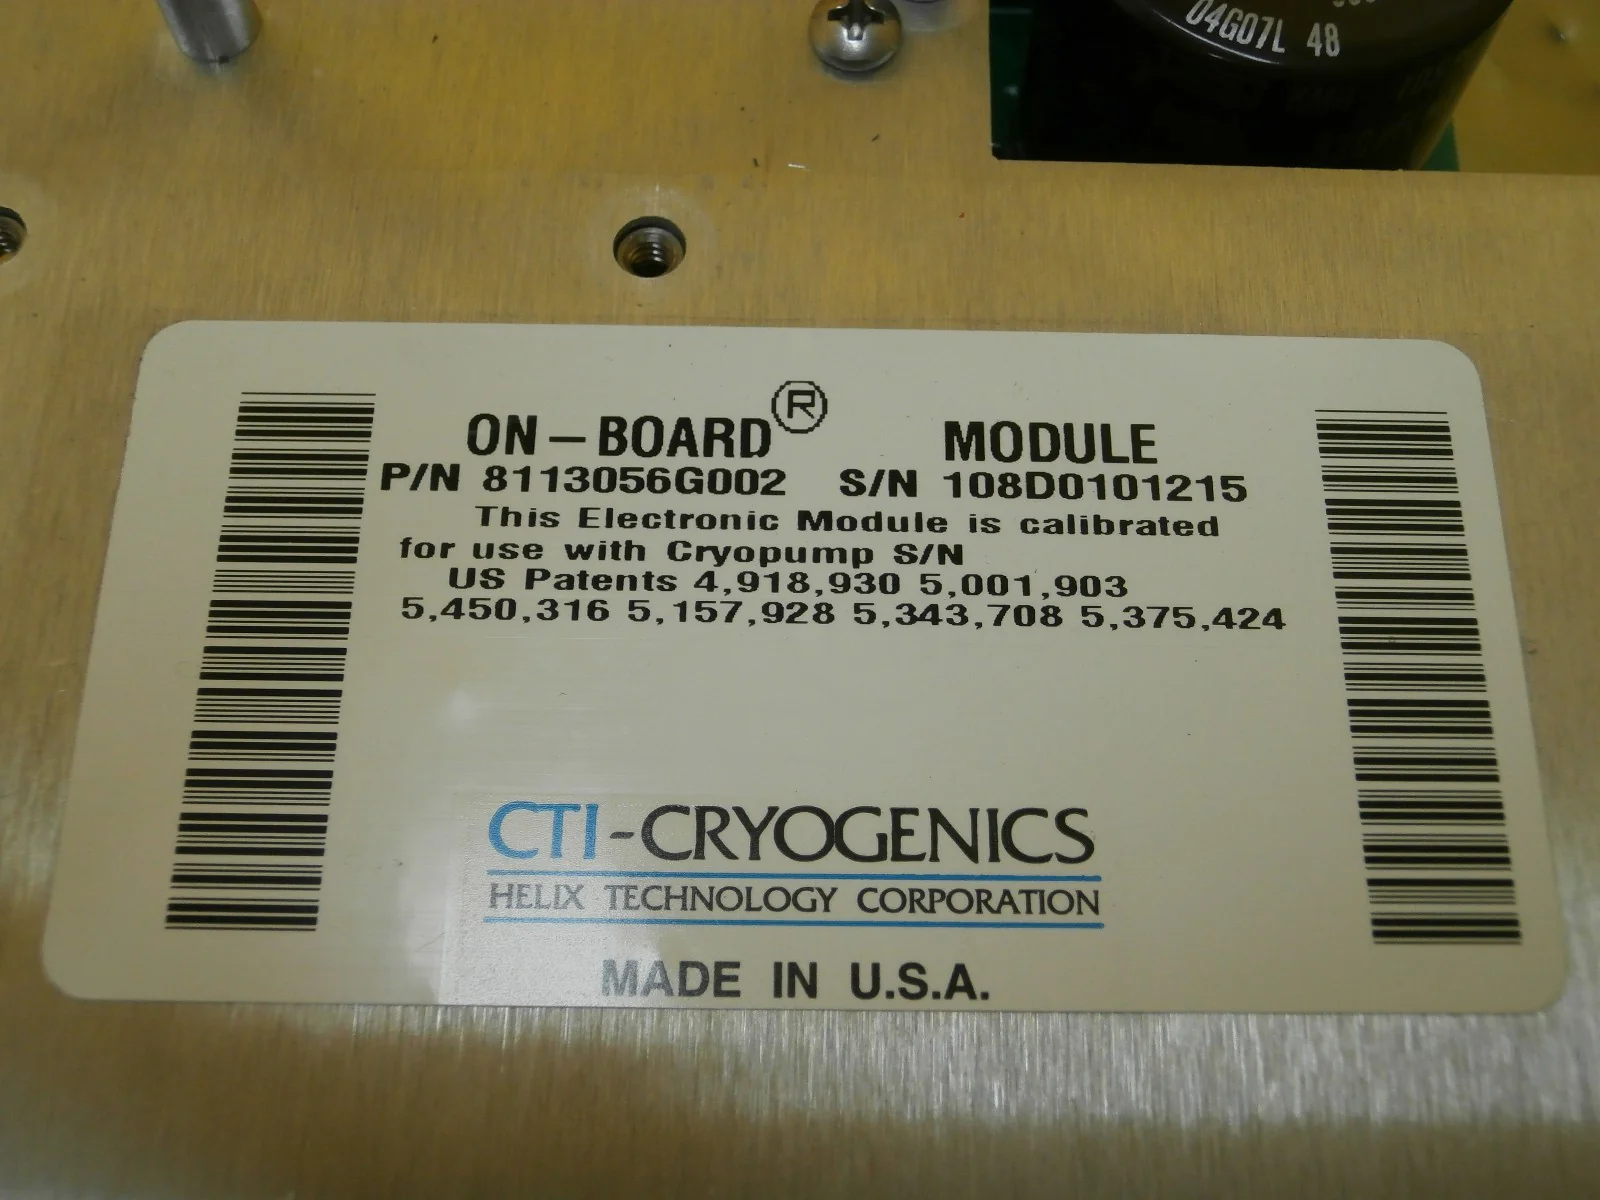 04G07L 48
ON-BOARD® MODULE
P/N 8113056G002 S/N 108D0101215
This Electronic Module is calibrated
for use with Cryopump S/N
US Patents 4,918,930 5,001,903
5,450,316 5,157,928 5,343,708 5,375,424
CTI-CRYOGENICS
HELIX TECHNOLOGY CORPORATION
MADE IN U.S.A.